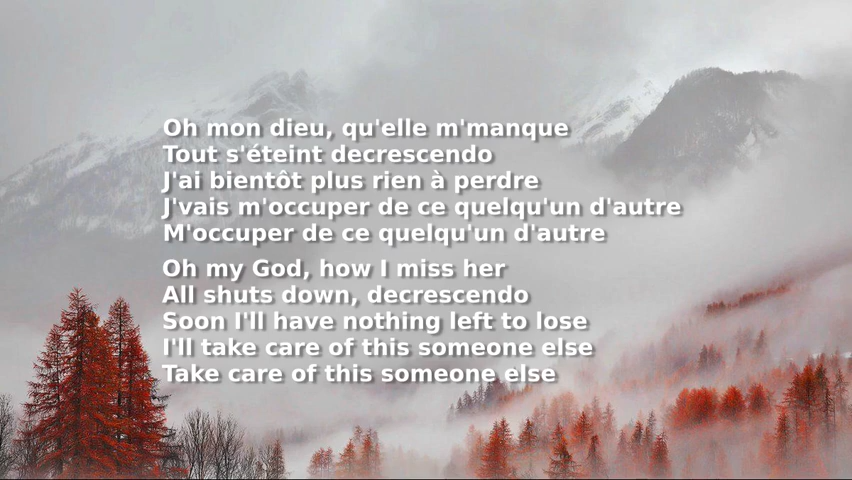 Oh mon dieu, qu'elle m'manque
Tout s'éteint decrescendo
J'ai bientôt plus rien à perdre
J'vais m'occuper de ce quelqu'un d'autre
M'occuper de ce quelqu'un d'autre
Oh my God, how I miss her
All shuts down, decrescendo
Soon I'll have nothing left to lose
I'll take care of this someone else
Take care of this someone else